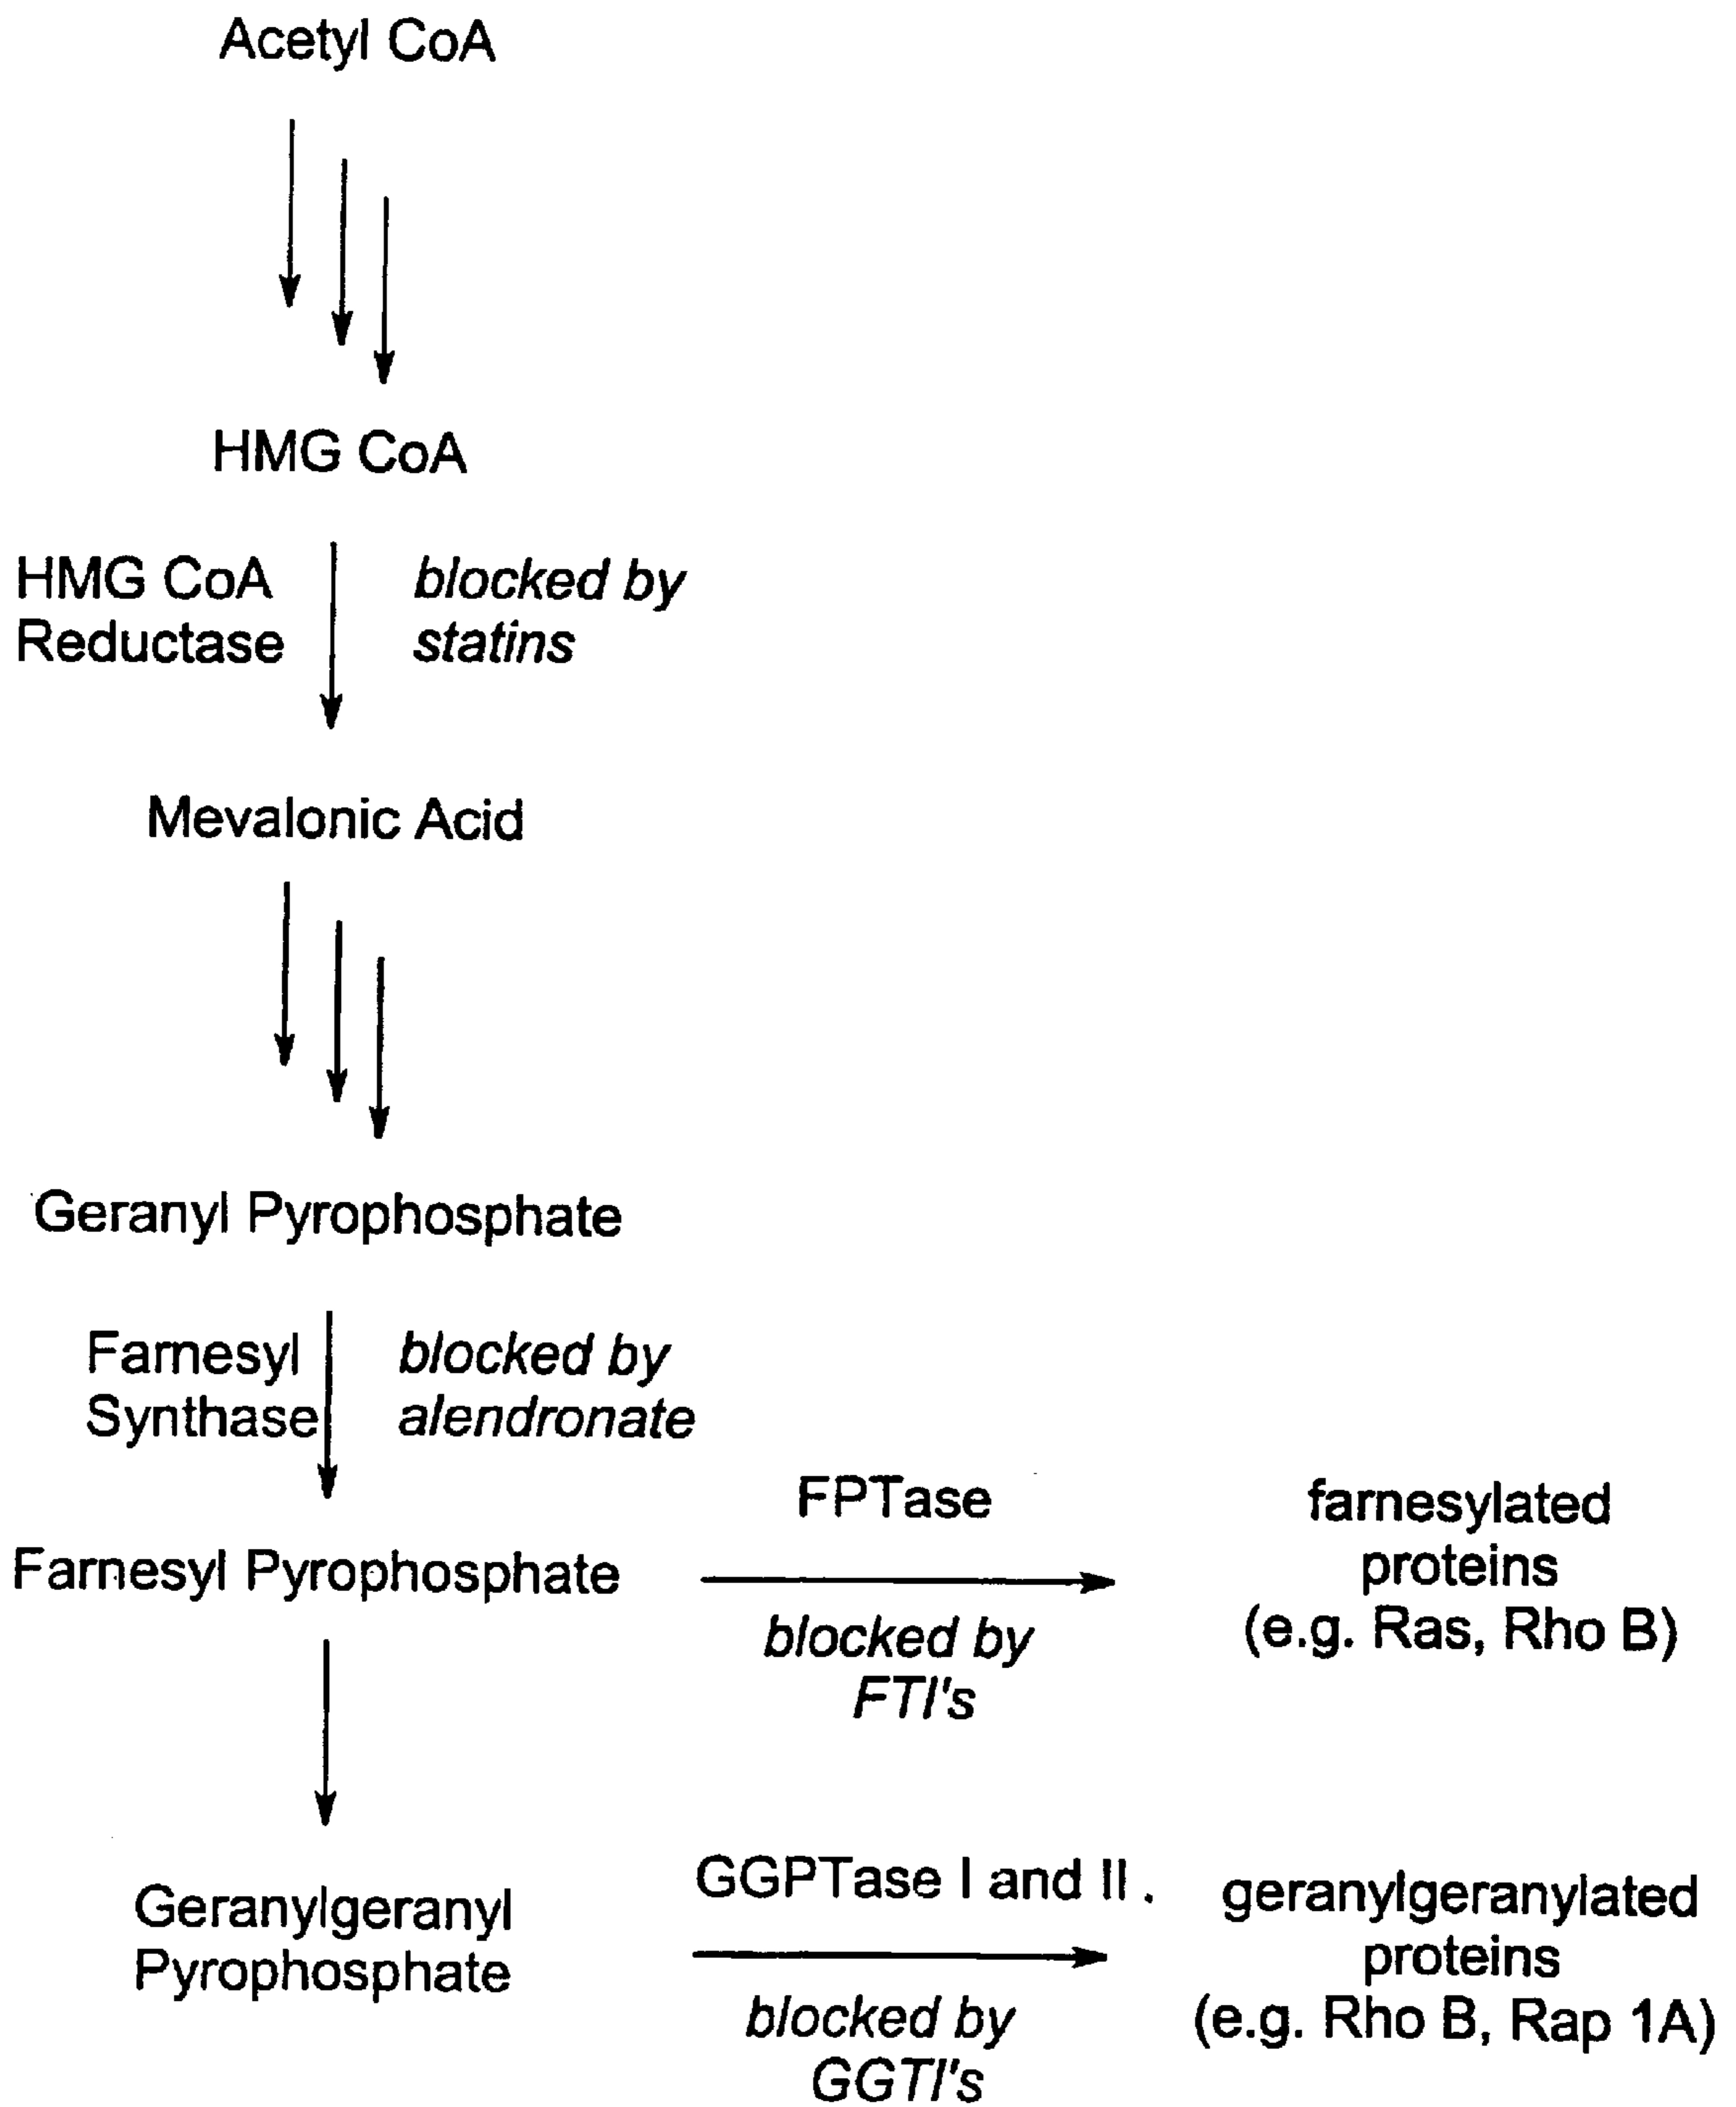 Acetyl CoA
HMG CoA
HMG CoA
Reductase
blocked by
statins
Mevalonic Acid
Geranyl Pyrophosphate
Farnesyl
Synthase
blocked by
alendronate
Farnesyl Pyrophosphate
FPTase
blocked by
FTI's
farnesylated
proteins
(e.g. Ras, Rho B)
Geranylgeranyl
Pyrophosphate
GGPTase I and II.
blocked by
GGTI's
geranylgeranylated
proteins
(e.g. Rho B, Rap 1A)